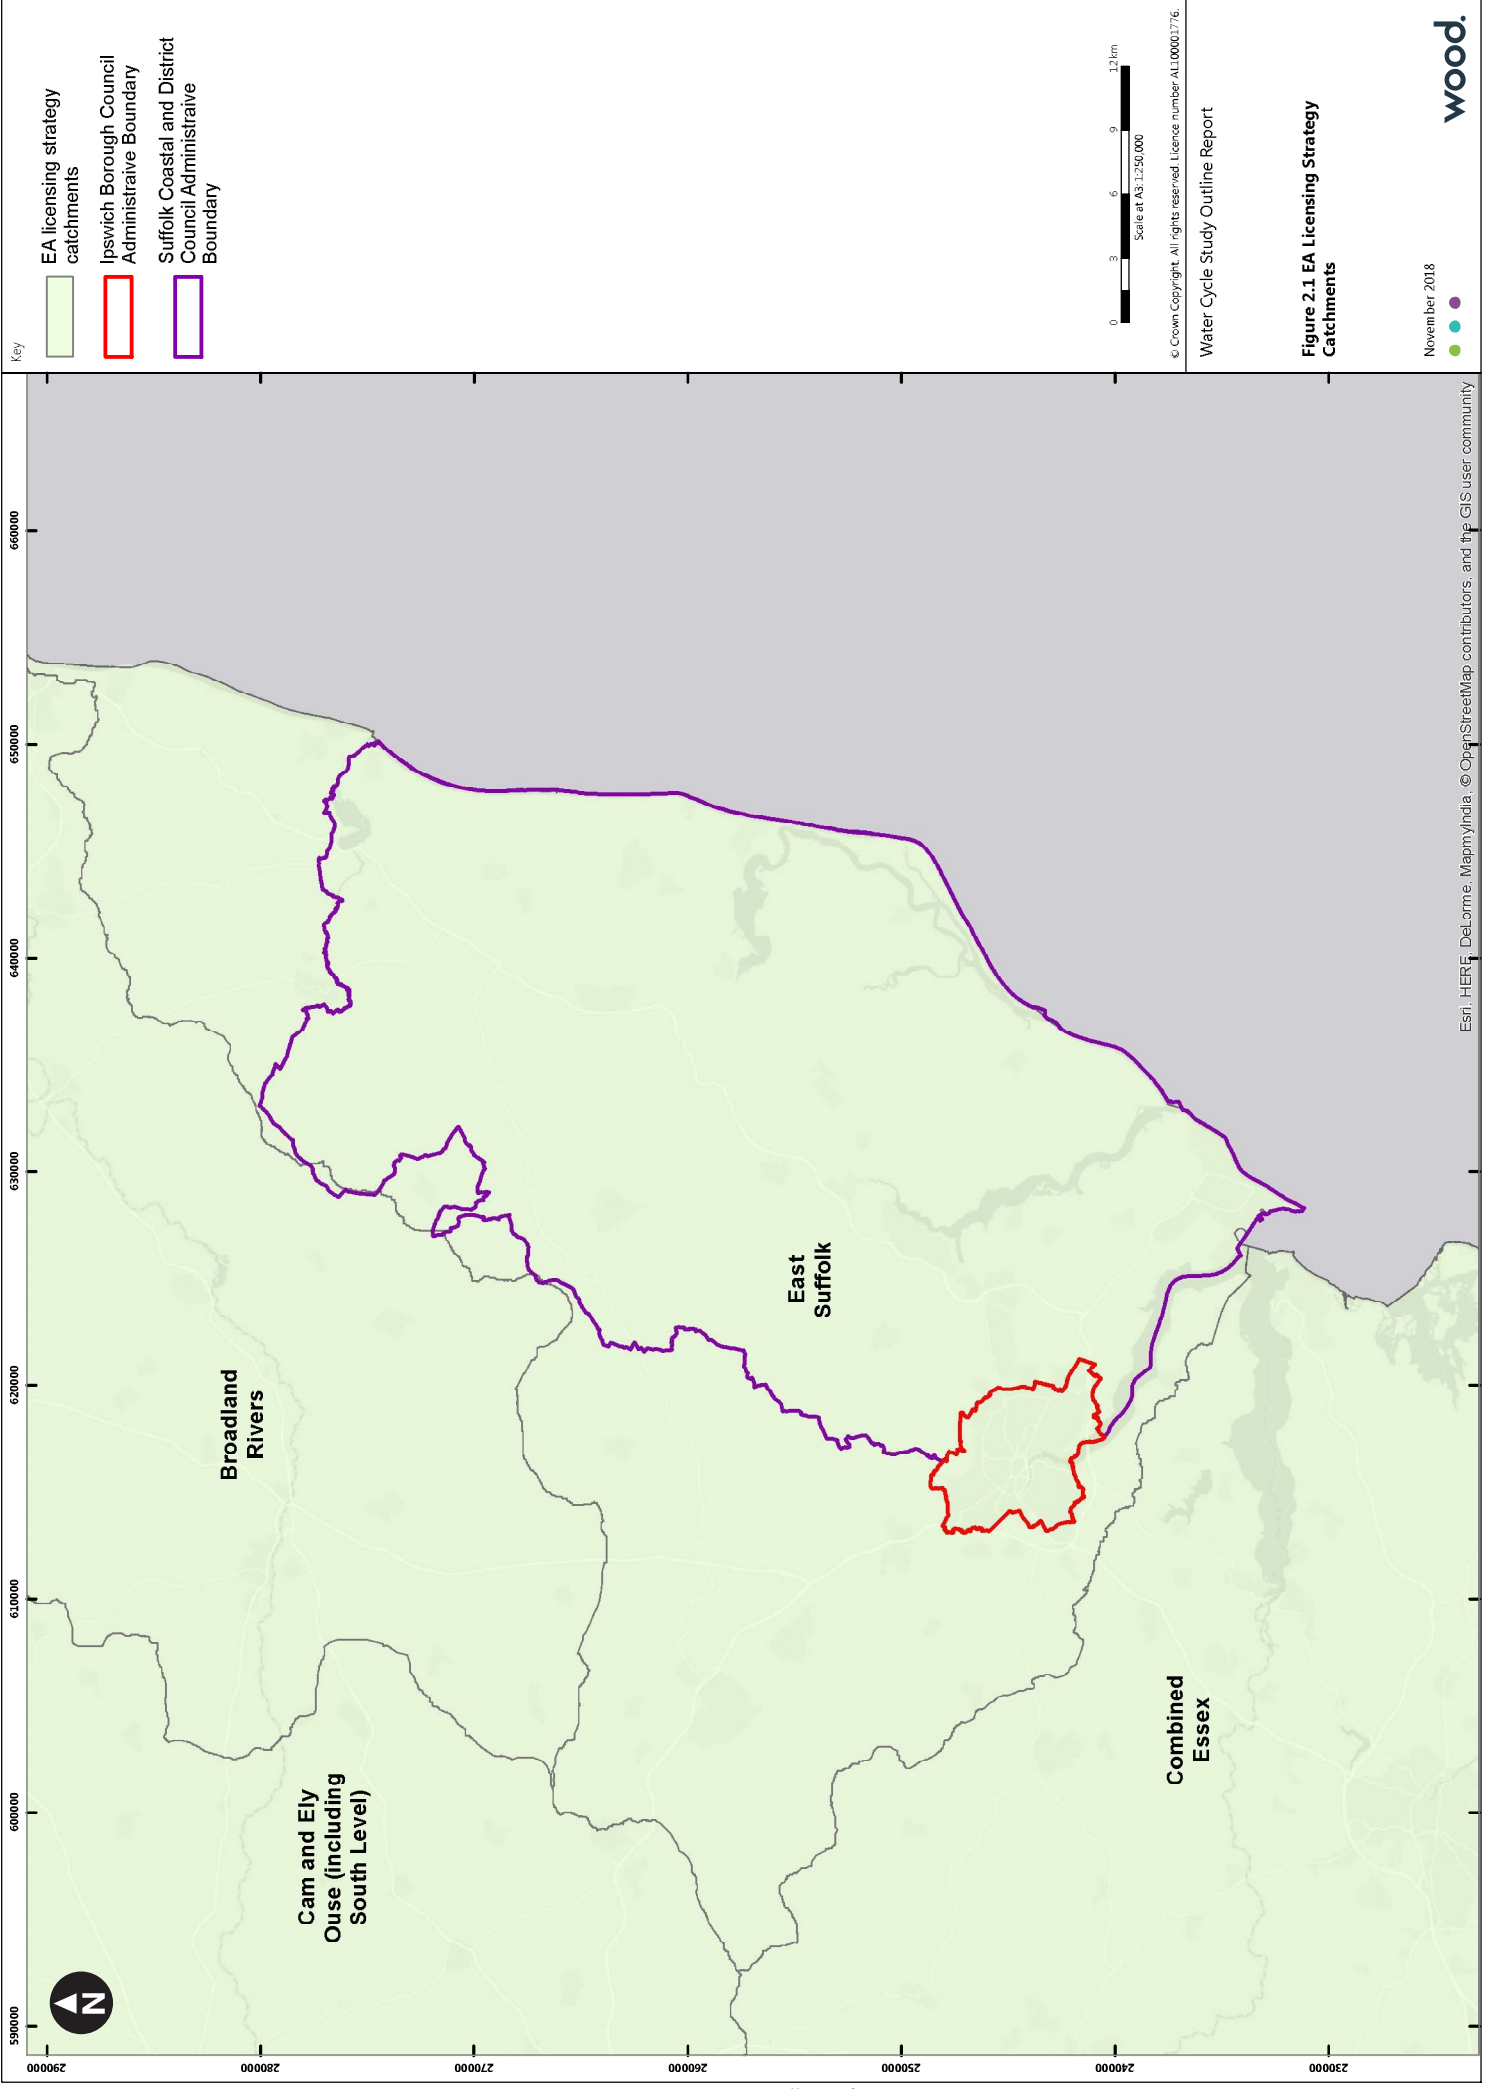 Key
EA licensing strategy
catchments
Ipswich Borough Council
Administraive Boundary
Suffolk Coastal and District
Council Administraive
Boundary
0 3 6 9 12 km
Scale at A3: 1:250,000
© Crown Copyright. All rights reserved. Licence number AL100001776.
Water Cycle Study Outline Report
Figure 2.1 EA Licensing Strategy
Catchments
November 2018
wood.
590000
600000
610000
620000
630000
640000
650000
660000
290000
280000
270000
260000
250000
240000
230000
N
Broadland
Rivers
Cam and Ely
Ouse (including
South Level)
East
Suffolk
Combined
Essex
Esri, HERE, DeLorme, MapmyIndia, © OpenStreetMap contributors, and the GIS user community